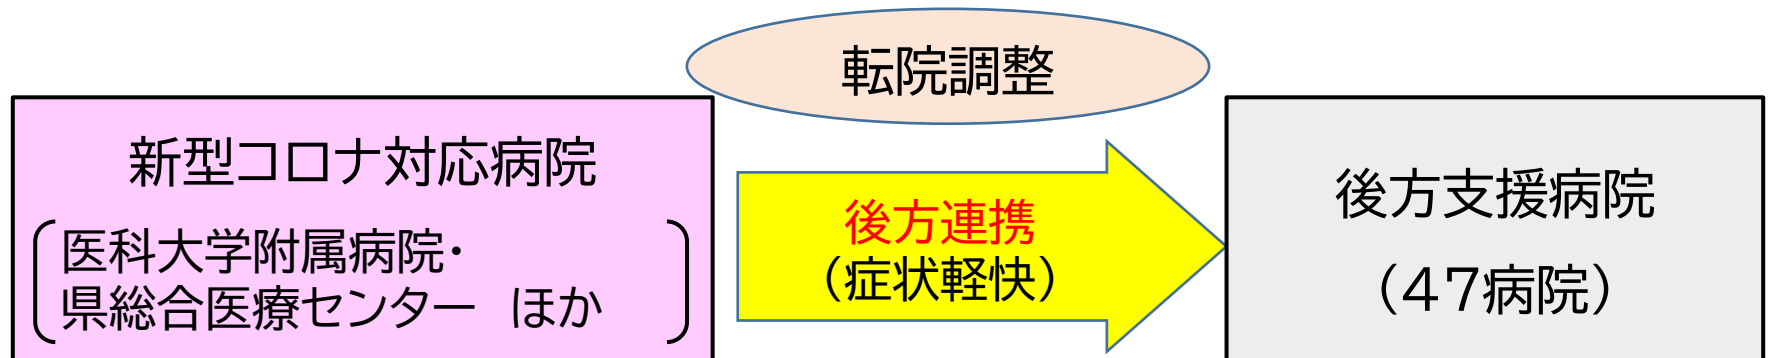 転院調整
新型コロナ対応病院
医科大学附属病院・
県総合医療センター　ほか
後方連携
（症状軽快）
後方支援病院
（４７病院）